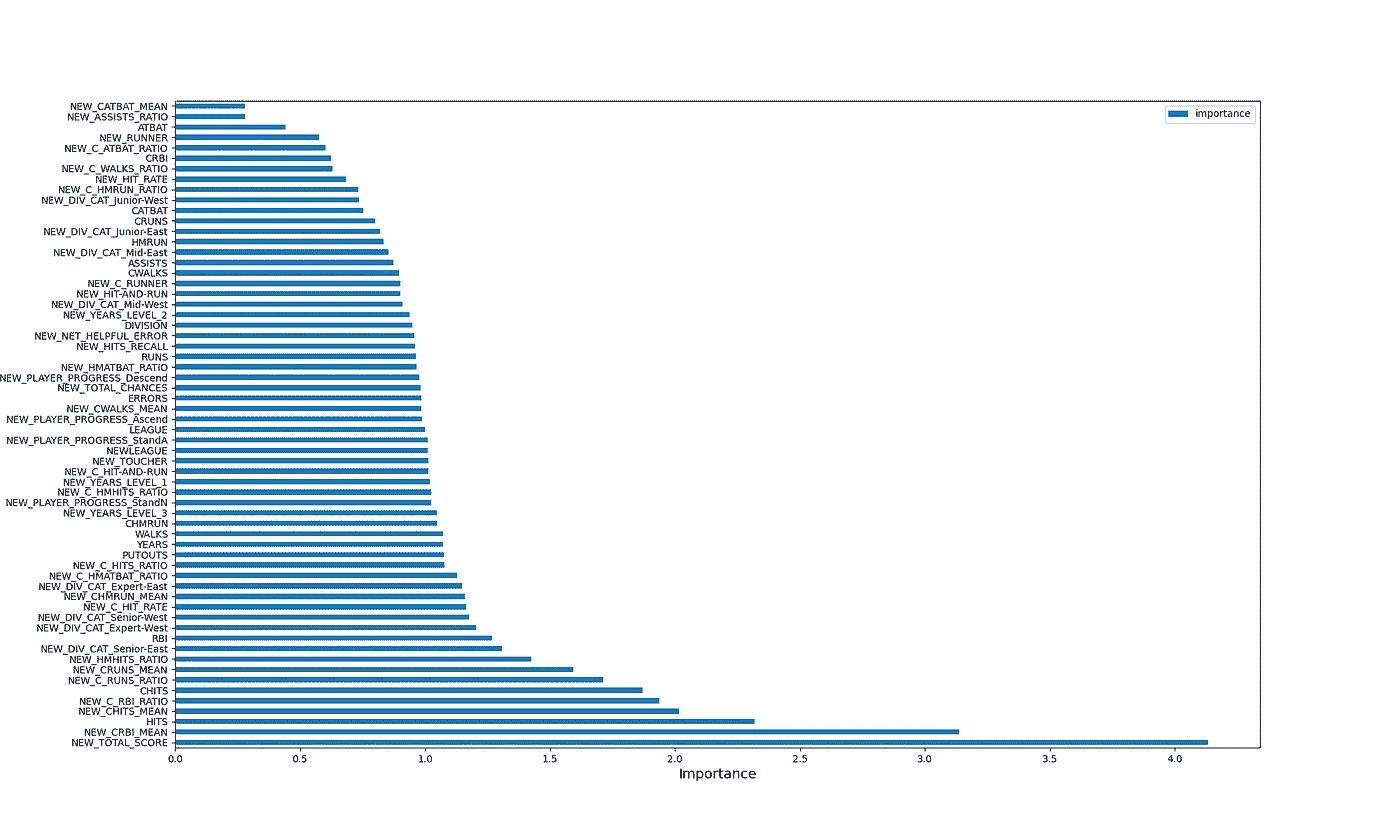 NEW_CATBAT_MEAN
NEW_ASSISTS_RATIO
ATBAT
NEW_RUNNER
NEW_C_ATBAT_RATIO
CRBI
NEW_C_WALKS_RATIO
NEW_HIT_RATE
NEW_C_HMRUN_RATIO
NEW_DIV_CAT_Junior-West
CATBAT
CRUNS
NEW_DIV_CAT_Junior-East
HMRUN
NEW_DIV_CAT_Mid-East
ASSISTS
CWALKS
NEW_C_RUNNER
NEW_HIT-AND-RUN
NEW_DIV_CAT_Mid-West
NEW_YEARS_LEVEL_2
DIVISION
NEW_NET_HELPFUL_ERROR
NEW_HITS_RECALL
RUNS
NEW_HMATBAT_RATIO
NEW_PLAYER_PROGRESS_Descend
NEW_TOTAL_CHANCES
ERRORS
NEW_CWALKS_MEAN
NEW_PLAYER_PROGRESS_Ascend
LEAGUE
NEW_PLAYER_PROGRESS_StandA
NEWLEAGUE
NEW_TOUCHER
NEW_C_HIT-AND-RUN
NEW_YEARS_LEVEL_1
NEW_C_HMHITS_RATIO
NEW_PLAYER_PROGRESS_StandN
NEW_YEARS_LEVEL_3
CHMRUN
WALKS
YEARS
PUTOUTS
NEW_C_HITS_RATIO
NEW_C_HMATBAT_RATIO
NEW_DIV_CAT_Expert-East
NEW_CHMRUN_MEAN
NEW_C_HIT_RATE
NEW_DIV_CAT_Senior-West
NEW_DIV_CAT_Expert-West
RBI
NEW_DIV_CAT_Senior-East
NEW_HMHITS_RATIO
NEW_CRUNS_MEAN
NEW_C_RUNS_RATIO
CHITS
NEW_C_RBI_RATIO
NEW_CHITS_MEAN
HITS
NEW_CRBI_MEAN
NEW_TOTAL_SCORE
importance
0.0 0.5 1.0 1.5 2.0 2.5 3.0 3.5 4.0
Importance